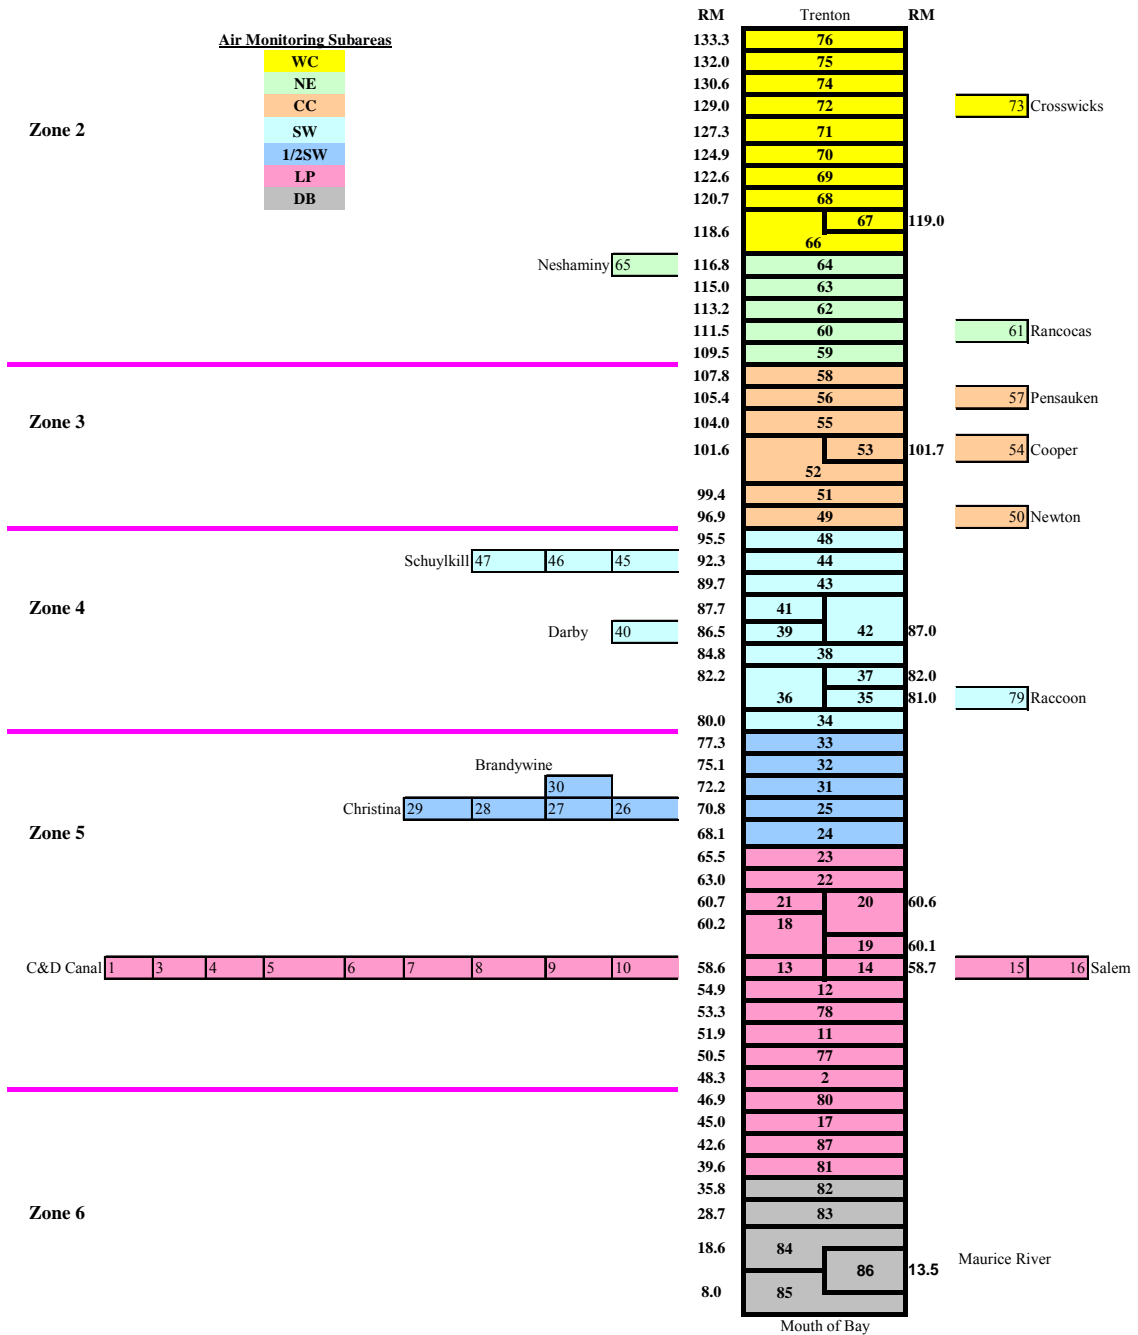 RM Trenton RM
Air Monitoring Subareas
133.3 76
WC 132.0 75
NE 130.6 74
CC 129.0 72 73 Crosswicks
Zone 2 SW 127.3 71
1/2SW 124.9 70
LP 122.6 69
DB 120.7 68
67 119.0
118.6
66
Neshaminy 65 116.8 64
115.0 63
113.2 62
111.5 60 61 Rancocas
109.5 59
107.8 58
105.4 56 57 Pensauken
Zone 3 104.0 55
101.6 53 101.7 54 Cooper
52
99.4 51
96.9 49 50 Newton
95.5 48
Schuylkill 47 46 45 92.3 44
89.7 43
Zone 4 87.7 41
Darby 40 86.5 39 42 87.0
84.8 38
82.2 37 82.0
36 35 81.0 79 Raccoon
80.0 34
77.3 33
Brandywine 75.1 32
30 72.2 31
Christina 29 28 27 26 70.8 25
Zone 5 68.1 24
65.5 23
63.0 22
60.7 21 20 60.6
60.2 18
19 60.1
C&D Canal 1 3 4 5 6 7 8 9 10 58.6 13 14 58.7 15 16 Salem
54.9 12
53.3 78
51.9 11
50.5 77
48.3 2
46.9 80
45.0 17
42.6 87
39.6 81
35.8 82
Zone 6 28.7 83
18.6 84 Maurice River
86 13.5
8.0 85
Mouth of Bay